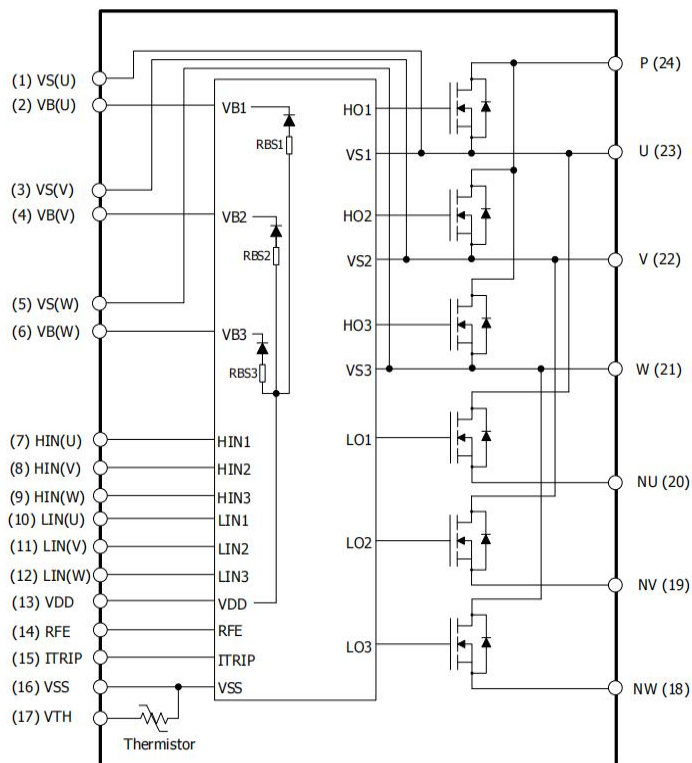 (1) VS(U)
(2) VB(U)
(3) VS(V)
(4) VB(V)
(5) VS(W)
(6) VB(W)
(7) HIN(U)
(8) HIN(V)
(9) HIN(W)
(10) LIN(U)
(11) LIN(V)
(12) LIN(W)
(13) VDD
(14) RFE
(15) ITRIP
(16) VSS
(17) VTH
Thermistor
VB1
RBS1
VB2
RBS2
VB3
RBS3
HIN1
HIN2
HIN3
LIN1
LIN2
LIN3
VDD
RFE
ITRIP
VSS
HO1
VS1
HO2
VS2
HO3
VS3
LO1
LO2
LO3
P (24)
U (23)
V (22)
W (21)
NU (20)
NV (19)
NW (18)